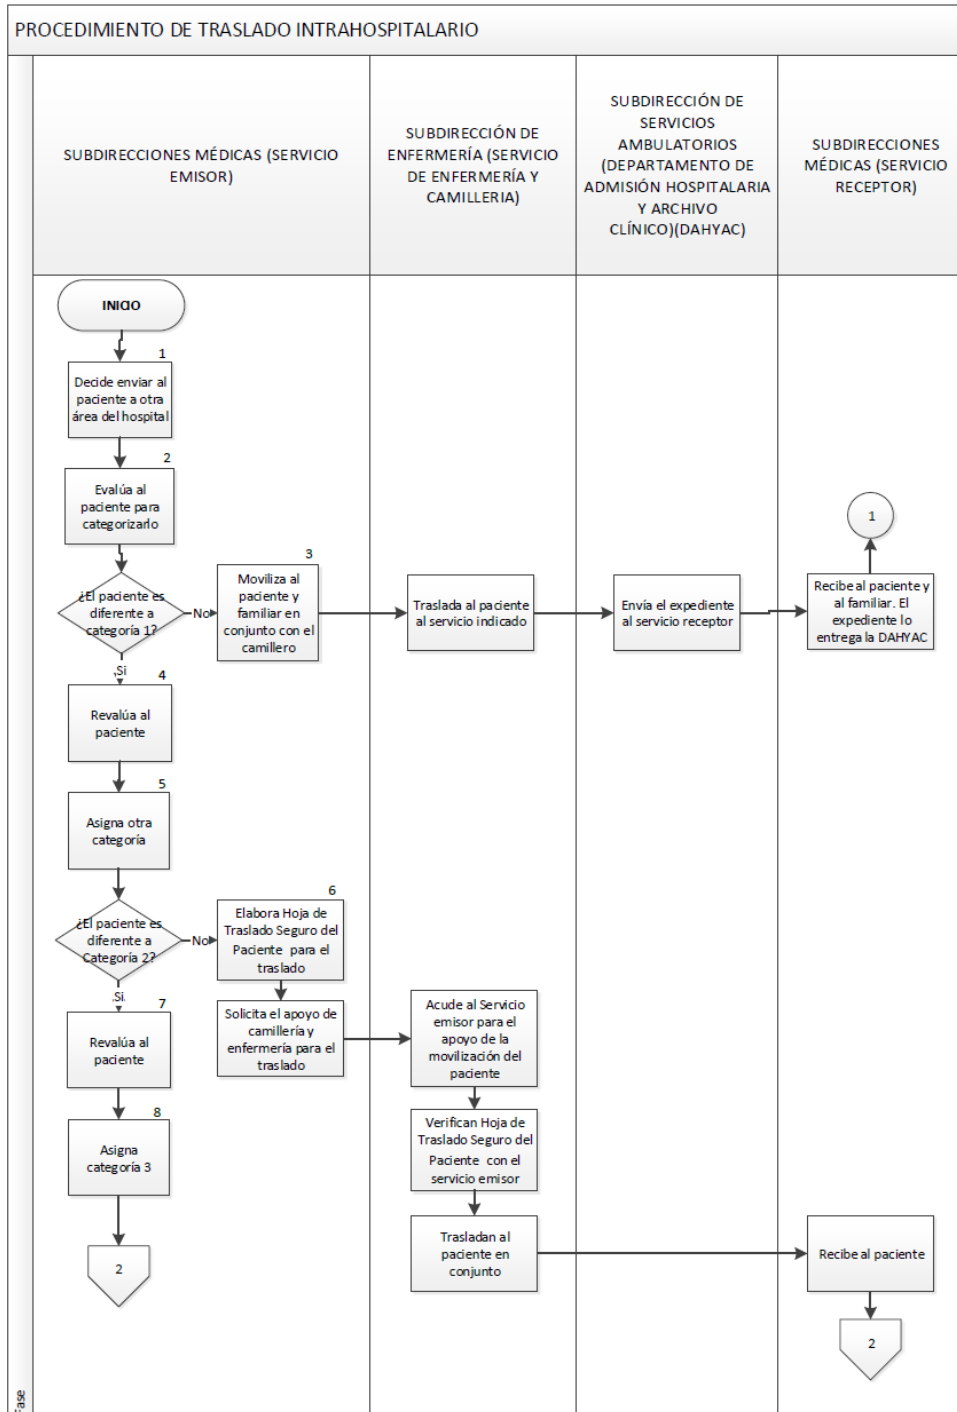 PROCEDIMIENTO DE TRASLADO INTRAHOSPITALARIO
SUBDIRECCIONES MÉDICAS (SERVICIO
EMISOR)
SUBDIRECCIÓN DE
ENFERMERÍA (SERVICIO
DE ENFERMERÍA Y
CAMILLERIA)
SUBDIRECCIÓN DE
SERVICIOS
AMBULATORIOS
(DEPARTAMENTO DE
ADMISIÓN HOSPITALARIA
Y ARCHIVO
CLÍNICO)(DAHYAC)
SUBDIRECCIONES
MÉDICAS (SERVICIO
RECEPTOR)
INICIO
1
Decide enviar al
paciente a otra
área del hospital
2
Evalúa al
paciente para
categorizarlo
¿El paciente es
diferente a
categoría 1?
No
3
Moviliza al
paciente y
familiar en
conjunto con el
camillero
Traslada al paciente
al servicio indicado
Envía el expediente
al servicio receptor
Recibe al paciente y
al familiar. El
expediente lo
entrega la DAHYAC
1
Si
4
Revalúa al
paciente
5
Asigna otra
categoría
¿El paciente es
diferente a
Categoría 2?
No
6
Elabora Hoja de
Traslado Seguro del
Paciente para el
traslado
Solicita el apoyo de
camillería y
enfermería para el
traslado
Acude al Servicio
emisor para el
apoyo de la
movilización del
paciente
Verifican Hoja de
Traslado Seguro del
Paciente con el
servicio emisor
Trasladan al
paciente en
conjunto
Recibe al paciente
2
Si
7
Revalúa al
paciente
8
Asigna
categoría 3
2
Fase